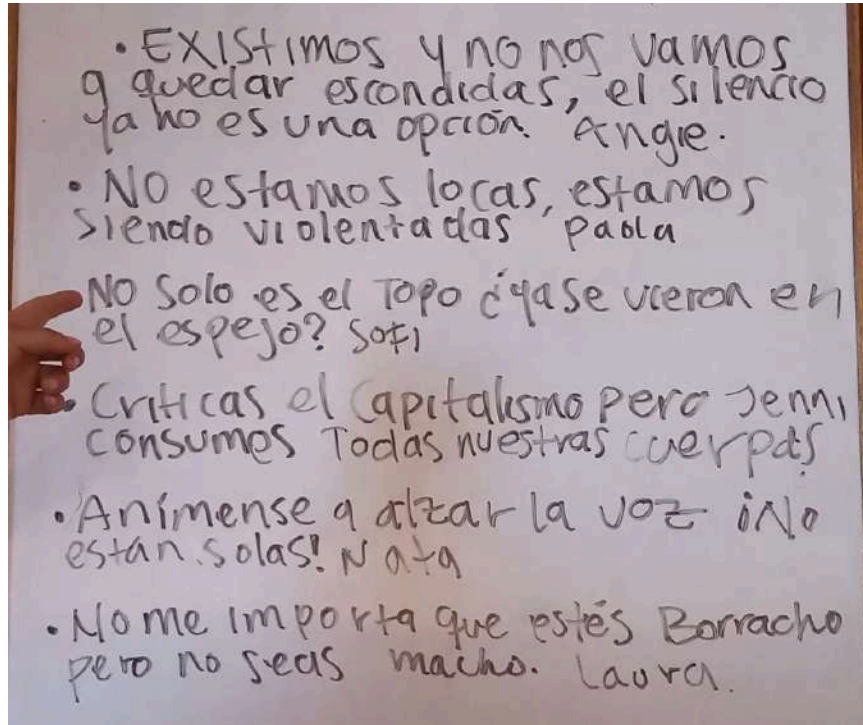 • EXIStimos y no nos vamos
a quedar escondidas, el silencio
ya no es una opción. Angie.
• NO estamos locas, estamos
siendo violentadas paola
• NO Solo es el Topo ¿ya se vieron en
el espejo? Sofi
• Criticas el Capitalismo pero Jenni
consumes Todas nuestras cuerpas
• Anímense a alzar la voz ¡No
estan solas! Nata
• No me importa que estés Borracho
pero no seas macho. Laura.